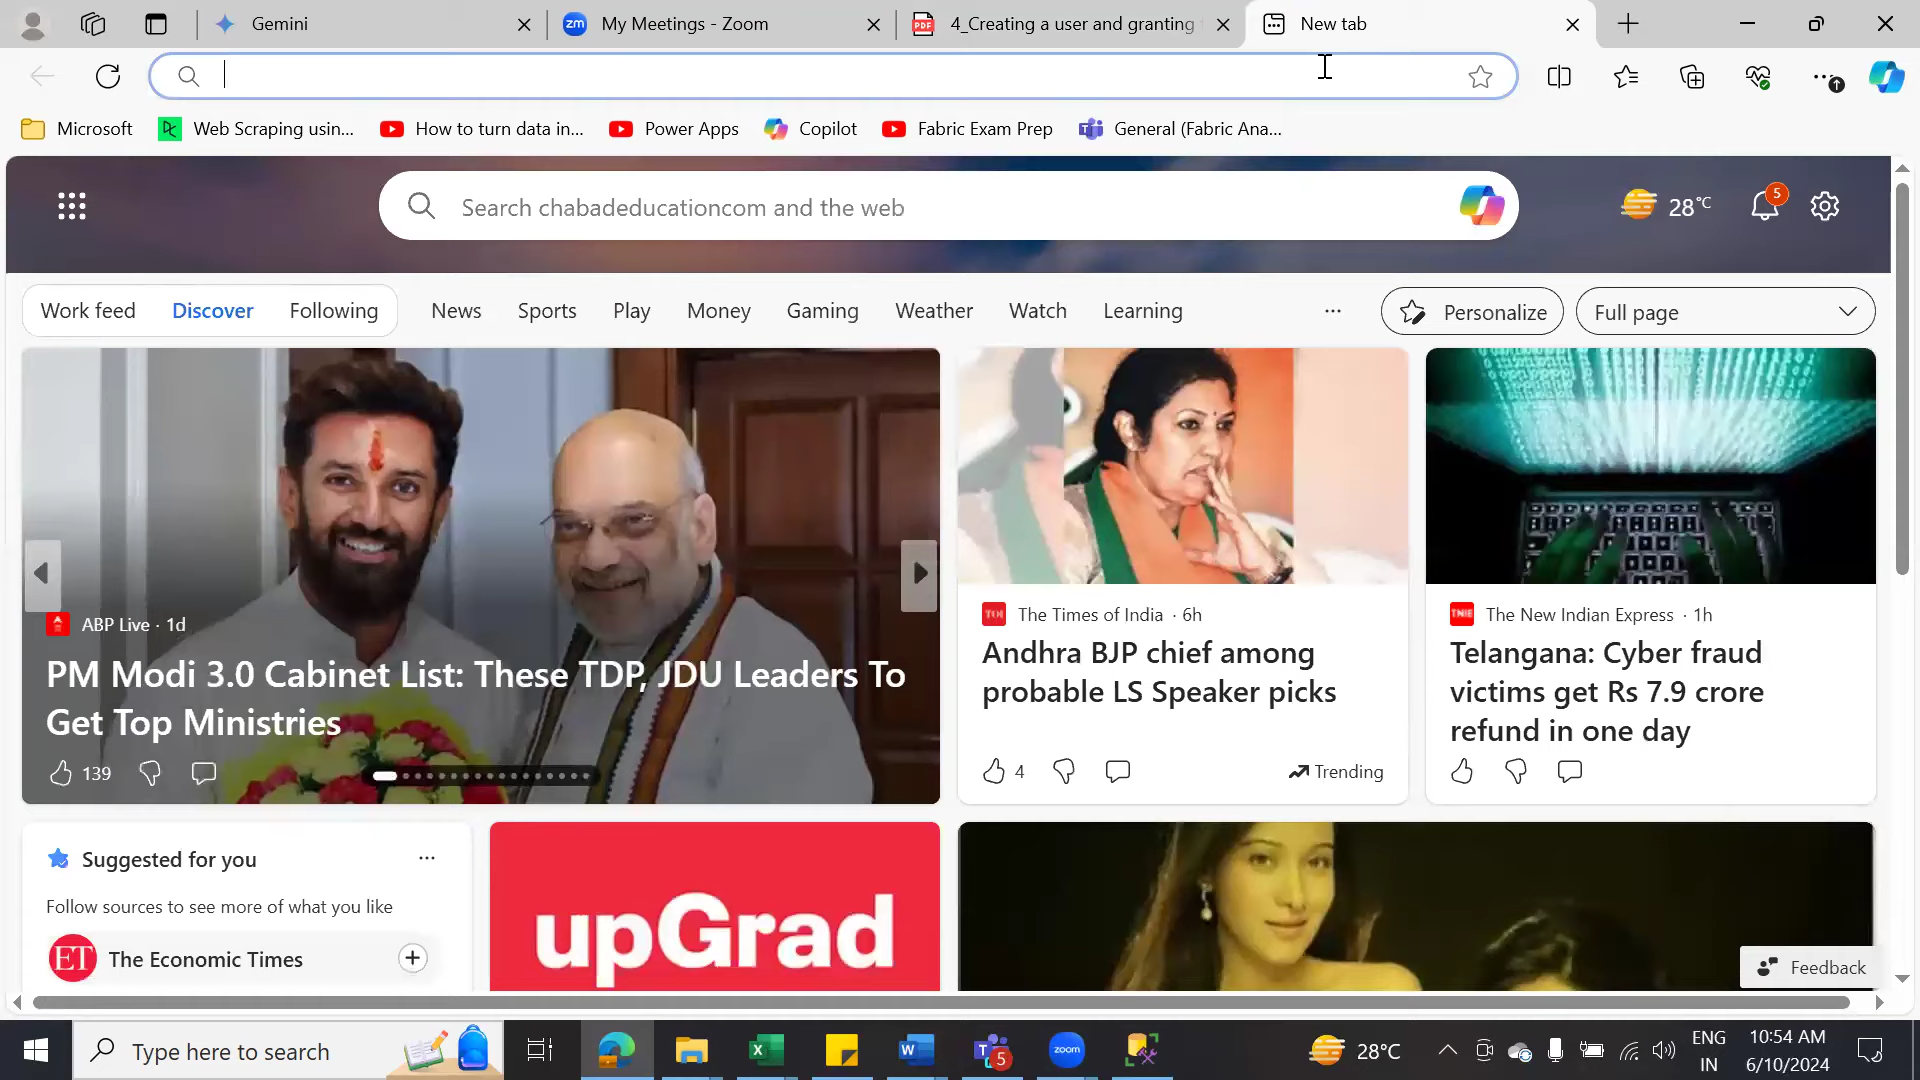 Gemini
My Meetings - Zoom
4_Creating a user and granting
New tab
Microsoft
Web Scraping usin...
How to turn data in...
Power Apps
Copilot
Fabric Exam Prep
General (Fabric Ana...
Search chabadeducationcom and the web
28°C
5
Work feed
Discover
Following
News
Sports
Play
Money
Gaming
Weather
Watch
Learning
...
Personalize
Full page
ABP Live · 1d
PM Modi 3.0 Cabinet List: These TDP, JDU Leaders To
Get Top Ministries
139
The Times of India · 6h
Andhra BJP chief among
probable LS Speaker picks
4
Trending
The New Indian Express · 1h
Telangana: Cyber fraud
victims get Rs 7.9 crore
refund in one day
Suggested for you
...
Follow sources to see more of what you like
ET
The Economic Times
upGrad
Feedback
Type here to search
5
zoom
28°C
ENG
IN
10:54 AM
6/10/2024